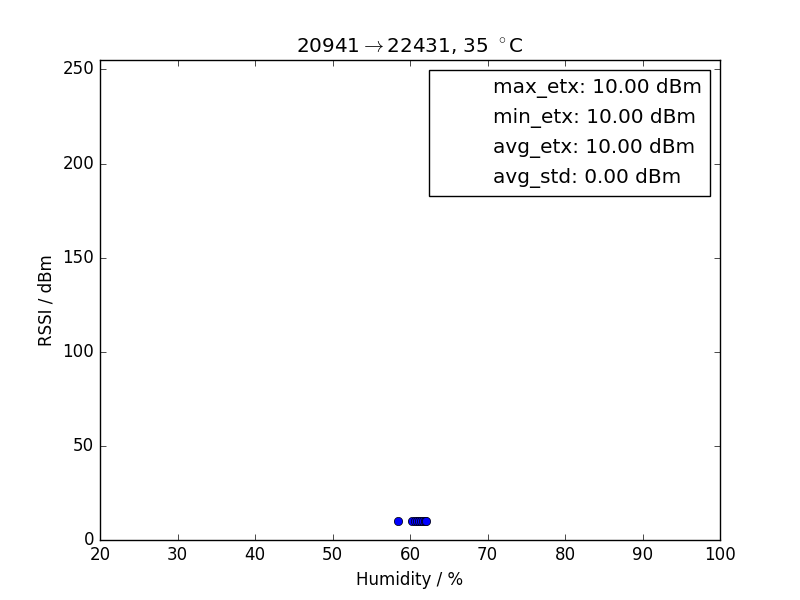 20941→22431, 35 °C
250
200
150
100
50
0
RSSI / dBm
max_etx: 10.00 dBm
min_etx: 10.00 dBm
avg_etx: 10.00 dBm
avg_std: 0.00 dBm
20 30 40 50 60 70 80 90 100
Humidity / %